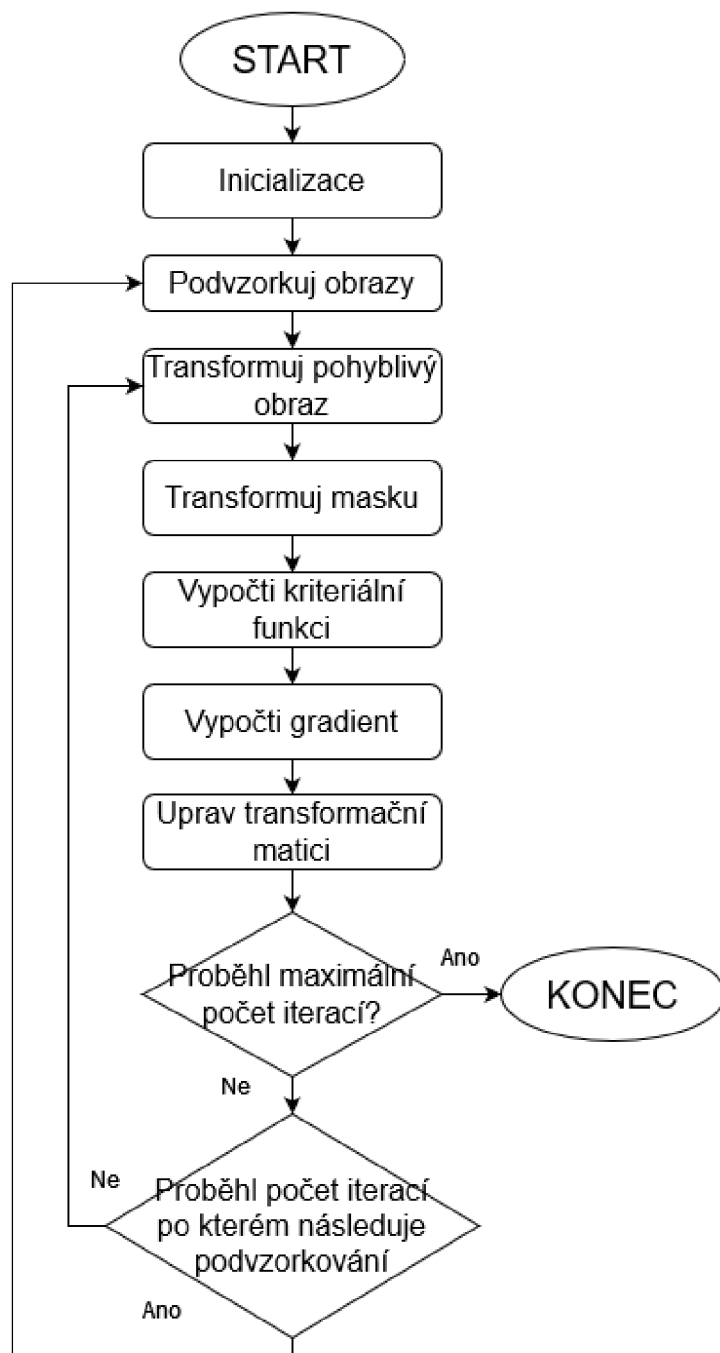 START
Inicializace
Podvzorkuj obrazy
Transformuj pohyblivý
obraz
Transformuj masku
Vypočti kriteriální
funkci
Vypočti gradient
Uprav transformační
matici
Proběhl maximální
počet iterací?
Ano
KONEC
Ne
Ne
Proběhl počet iterací
po kterém následuje
podvzorkování
Ano